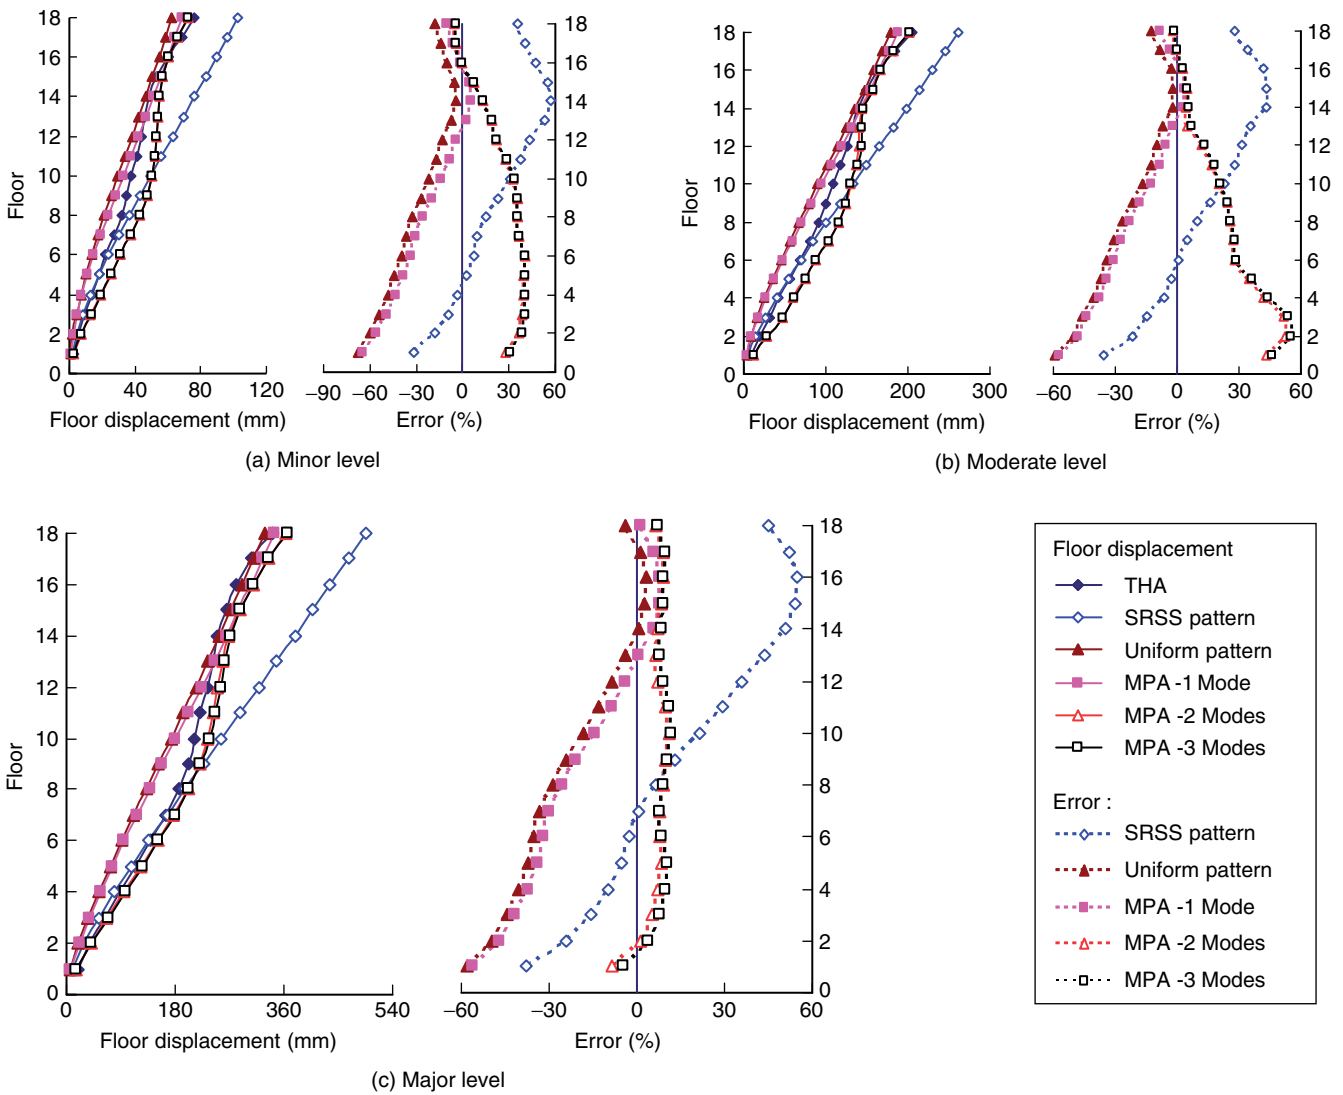 18
16
14
12
10
8
6
4
2
0
Floor
0 40 80 120
Floor displacement (mm)
18
16
14
12
10
8
6
4
2
0
−90 −60 −30 0 30 60
Error (%)
(a) Minor level
18
16
14
12
10
8
6
4
2
0
Floor
0 100 200 300
Floor displacement (mm)
18
16
14
12
10
8
6
4
2
0
−60 −30 0 30 60
Error (%)
(b) Moderate level
18
16
14
12
10
8
6
4
2
0
Floor
0 180 360 540
Floor displacement (mm)
18
16
14
12
10
8
6
4
2
0
−60 −30 0 30 60
Error (%)
(c) Major level
Floor displacement
THA
SRSS pattern
Uniform pattern
MPA -1 Mode
MPA -2 Modes
MPA -3 Modes
Error :
SRSS pattern
Uniform pattern
MPA -1 Mode
MPA -2 Modes
MPA -3 Modes